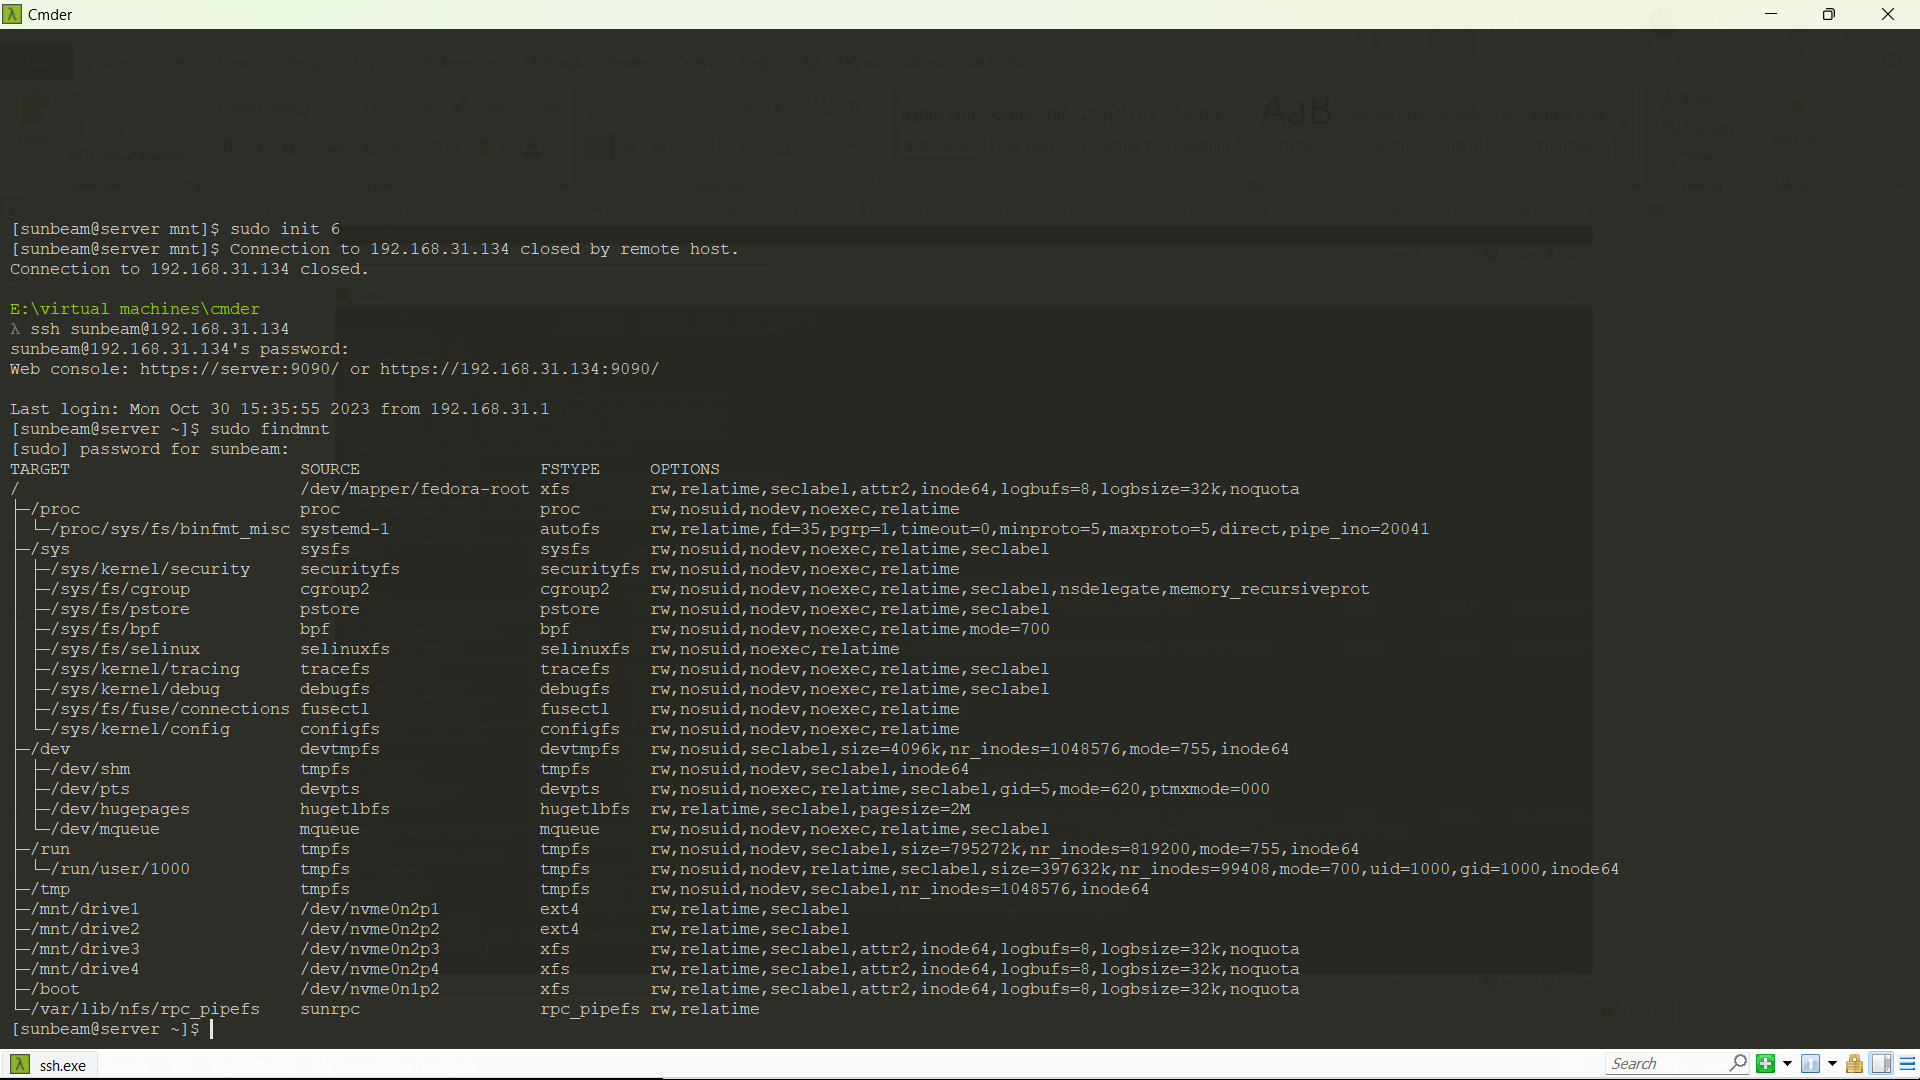 Cmder
File Home Insert Draw Design Layout References Mailings Review View Help Tell me what you want to do
[sunbeam@server mnt]$ sudo init 6
[sunbeam@server mnt]$ Connection to 192.168.31.134 closed by remote host.
Connection to 192.168.31.134 closed.
E:\virtual machines\cmder
λ ssh sunbeam@192.168.31.134
sunbeam@192.168.31.134's password:
Web console: https://server:9090/ or https://192.168.31.134:9090/
Last login: Mon Oct 30 15:35:55 2023 from 192.168.31.1
[sunbeam@server ~]$ sudo findmnt
[sudo] password for sunbeam:
TARGET SOURCE FSTYPE OPTIONS
/ /dev/mapper/fedora-root xfs rw,relatime,seclabel,attr2,inode64,logbufs=8,logbsize=32k,noquota
├─/proc proc proc rw,nosuid,nodev,noexec,relatime
│ └─/proc/sys/fs/binfmt_misc systemd-1 autofs rw,relatime,fd=35,pgrp=1,timeout=0,minproto=5,maxproto=5,direct,pipe_ino=20041
├─/sys sysfs sysfs rw,nosuid,nodev,noexec,relatime,seclabel
│ ├─/sys/kernel/security securityfs securityfs rw,nosuid,nodev,noexec,relatime
│ ├─/sys/fs/cgroup cgroup2 cgroup2 rw,nosuid,nodev,noexec,relatime,seclabel,nsdelegate,memory_recursiveprot
│ ├─/sys/fs/pstore pstore pstore rw,nosuid,nodev,noexec,relatime,seclabel
│ ├─/sys/fs/bpf bpf bpf rw,nosuid,nodev,noexec,relatime,mode=700
│ ├─/sys/fs/selinux selinuxfs selinuxfs rw,nosuid,noexec,relatime
│ ├─/sys/kernel/tracing tracefs tracefs rw,nosuid,nodev,noexec,relatime,seclabel
│ ├─/sys/kernel/debug debugfs debugfs rw,nosuid,nodev,noexec,relatime,seclabel
│ ├─/sys/fs/fuse/connections fusectl fusectl rw,nosuid,nodev,noexec,relatime
│ └─/sys/kernel/config configfs configfs rw,nosuid,nodev,noexec,relatime
├─/dev devtmpfs devtmpfs rw,nosuid,seclabel,size=4096k,nr_inodes=1048576,mode=755,inode64
│ ├─/dev/shm tmpfs tmpfs rw,nosuid,nodev,seclabel,inode64
│ ├─/dev/pts devpts devpts rw,nosuid,noexec,relatime,seclabel,gid=5,mode=620,ptmxmode=000
│ ├─/dev/hugepages hugetlbfs hugetlbfs rw,relatime,seclabel,pagesize=2M
│ └─/dev/mqueue mqueue mqueue rw,nosuid,nodev,noexec,relatime,seclabel
├─/run tmpfs tmpfs rw,nosuid,nodev,seclabel,size=795272k,nr_inodes=819200,mode=755,inode64
│ └─/run/user/1000 tmpfs tmpfs rw,nosuid,nodev,relatime,seclabel,size=397632k,nr_inodes=99408,mode=700,uid=1000,gid=1000,inode64
├─/tmp tmpfs tmpfs rw,nosuid,nodev,seclabel,nr_inodes=1048576,inode64
├─/mnt/drive1 /dev/nvme0n2p1 ext4 rw,relatime,seclabel
├─/mnt/drive2 /dev/nvme0n2p2 ext4 rw,relatime,seclabel
├─/mnt/drive3 /dev/nvme0n2p3 xfs rw,relatime,seclabel,attr2,inode64,logbufs=8,logbsize=32k,noquota
├─/mnt/drive4 /dev/nvme0n2p4 xfs rw,relatime,seclabel,attr2,inode64,logbufs=8,logbsize=32k,noquota
├─/boot /dev/nvme0n1p2 xfs rw,relatime,seclabel,attr2,inode64,logbufs=8,logbsize=32k,noquota
└─/var/lib/nfs/rpc_pipefs sunrpc rpc_pipefs rw,relatime
[sunbeam@server ~]$
ssh.exe Search